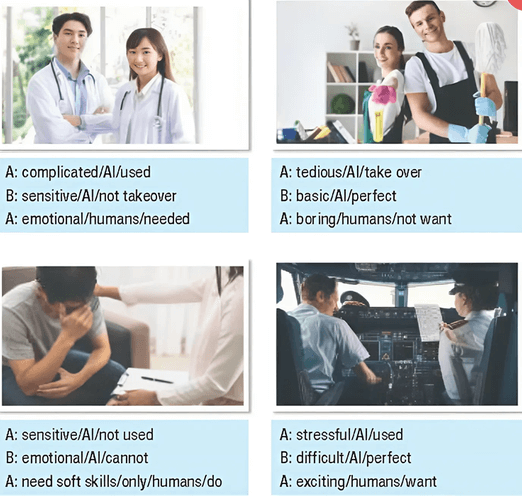 A: complicated/AI/used
B: sensitive/AI/not takeover
A: emotional/humans/needed
A: tedious/AI/take over
B: basic/AI/perfect
A: boring/humans/not want
A: sensitive/AI/not used
B: emotional/AI/cannot
A: need soft skills/only/humans/do
A: stressful/AI/used
B: difficult/AI/perfect
A: exciting/humans/want